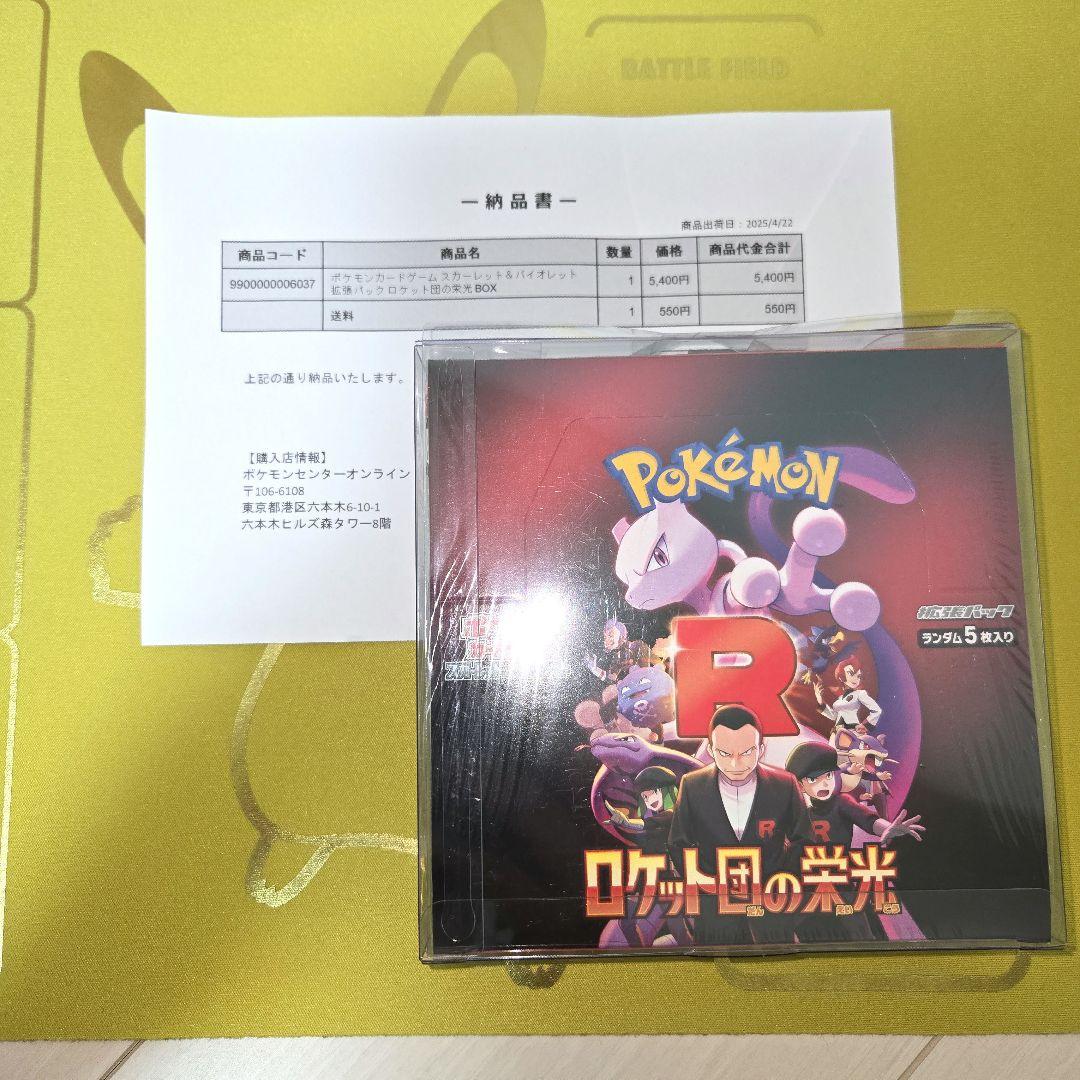 BATTLE FIELD
ー納品書ー
商品出荷日：2025/4/22
商品コード 商品名 数量 価格 商品代金合計
9900000006037 ポケモンカードゲーム スカーレット＆バイオレット 1 5,400円 5,400円
拡張パック ロケット団の栄光 BOX
送料 1 550円 550円
上記の通り納品いたします。
【購入店情報】
ポケモンセンターオンライン
〒106-6108
東京都港区六本木6-10-1
六本木ヒルズ森タワー8階
POKéMON
拡張パック
ランダム5枚入り
R
R
R
ロケット団の栄光
だん えい こう